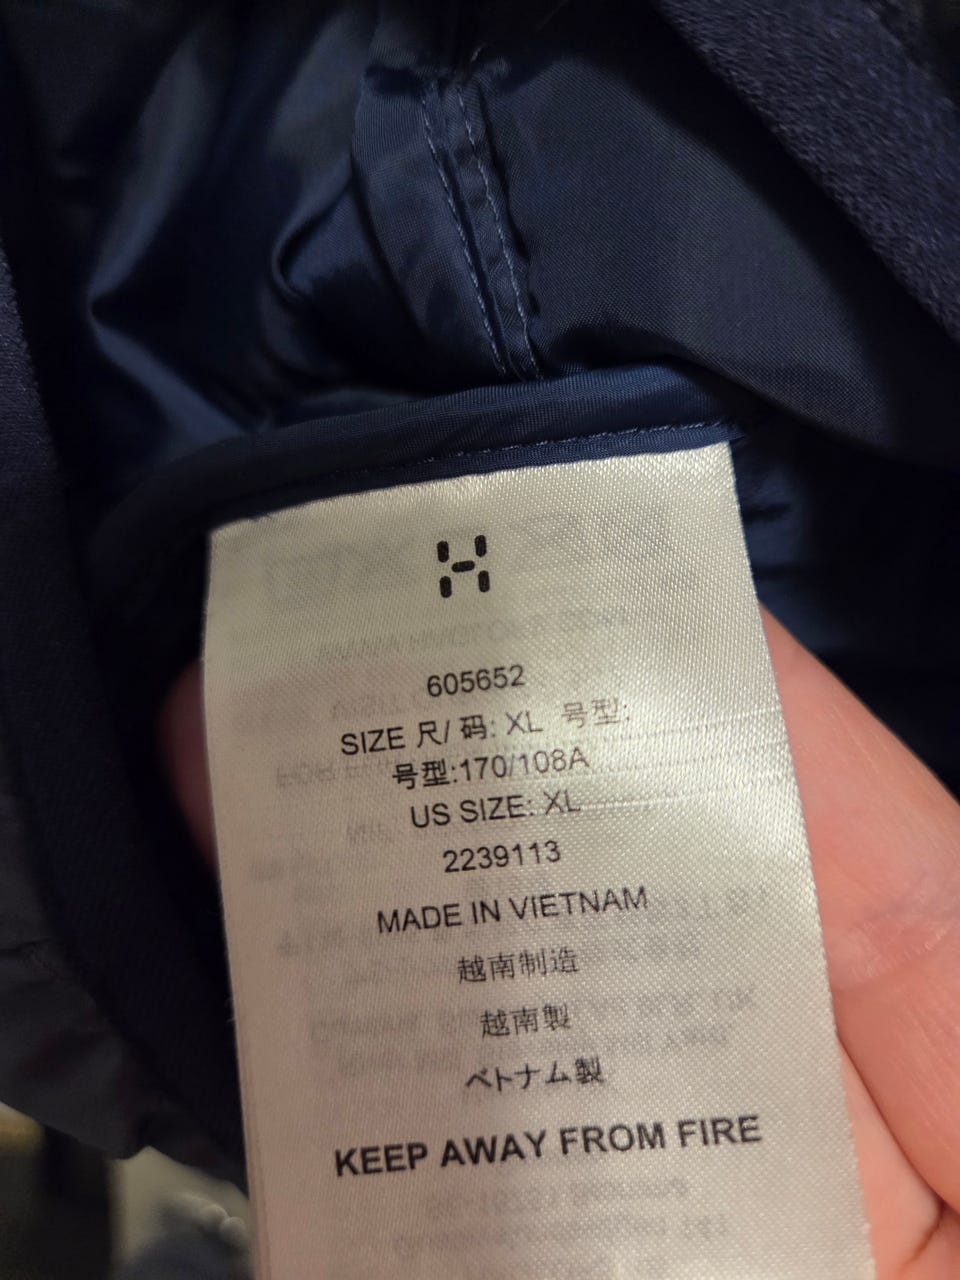 605652
SIZE 尺/ 码: XL 号型:
号型:170/108A
US SIZE: XL
2239113
MADE IN VIETNAM
越南制造
越南製
ベトナム製
KEEP AWAY FROM FIRE